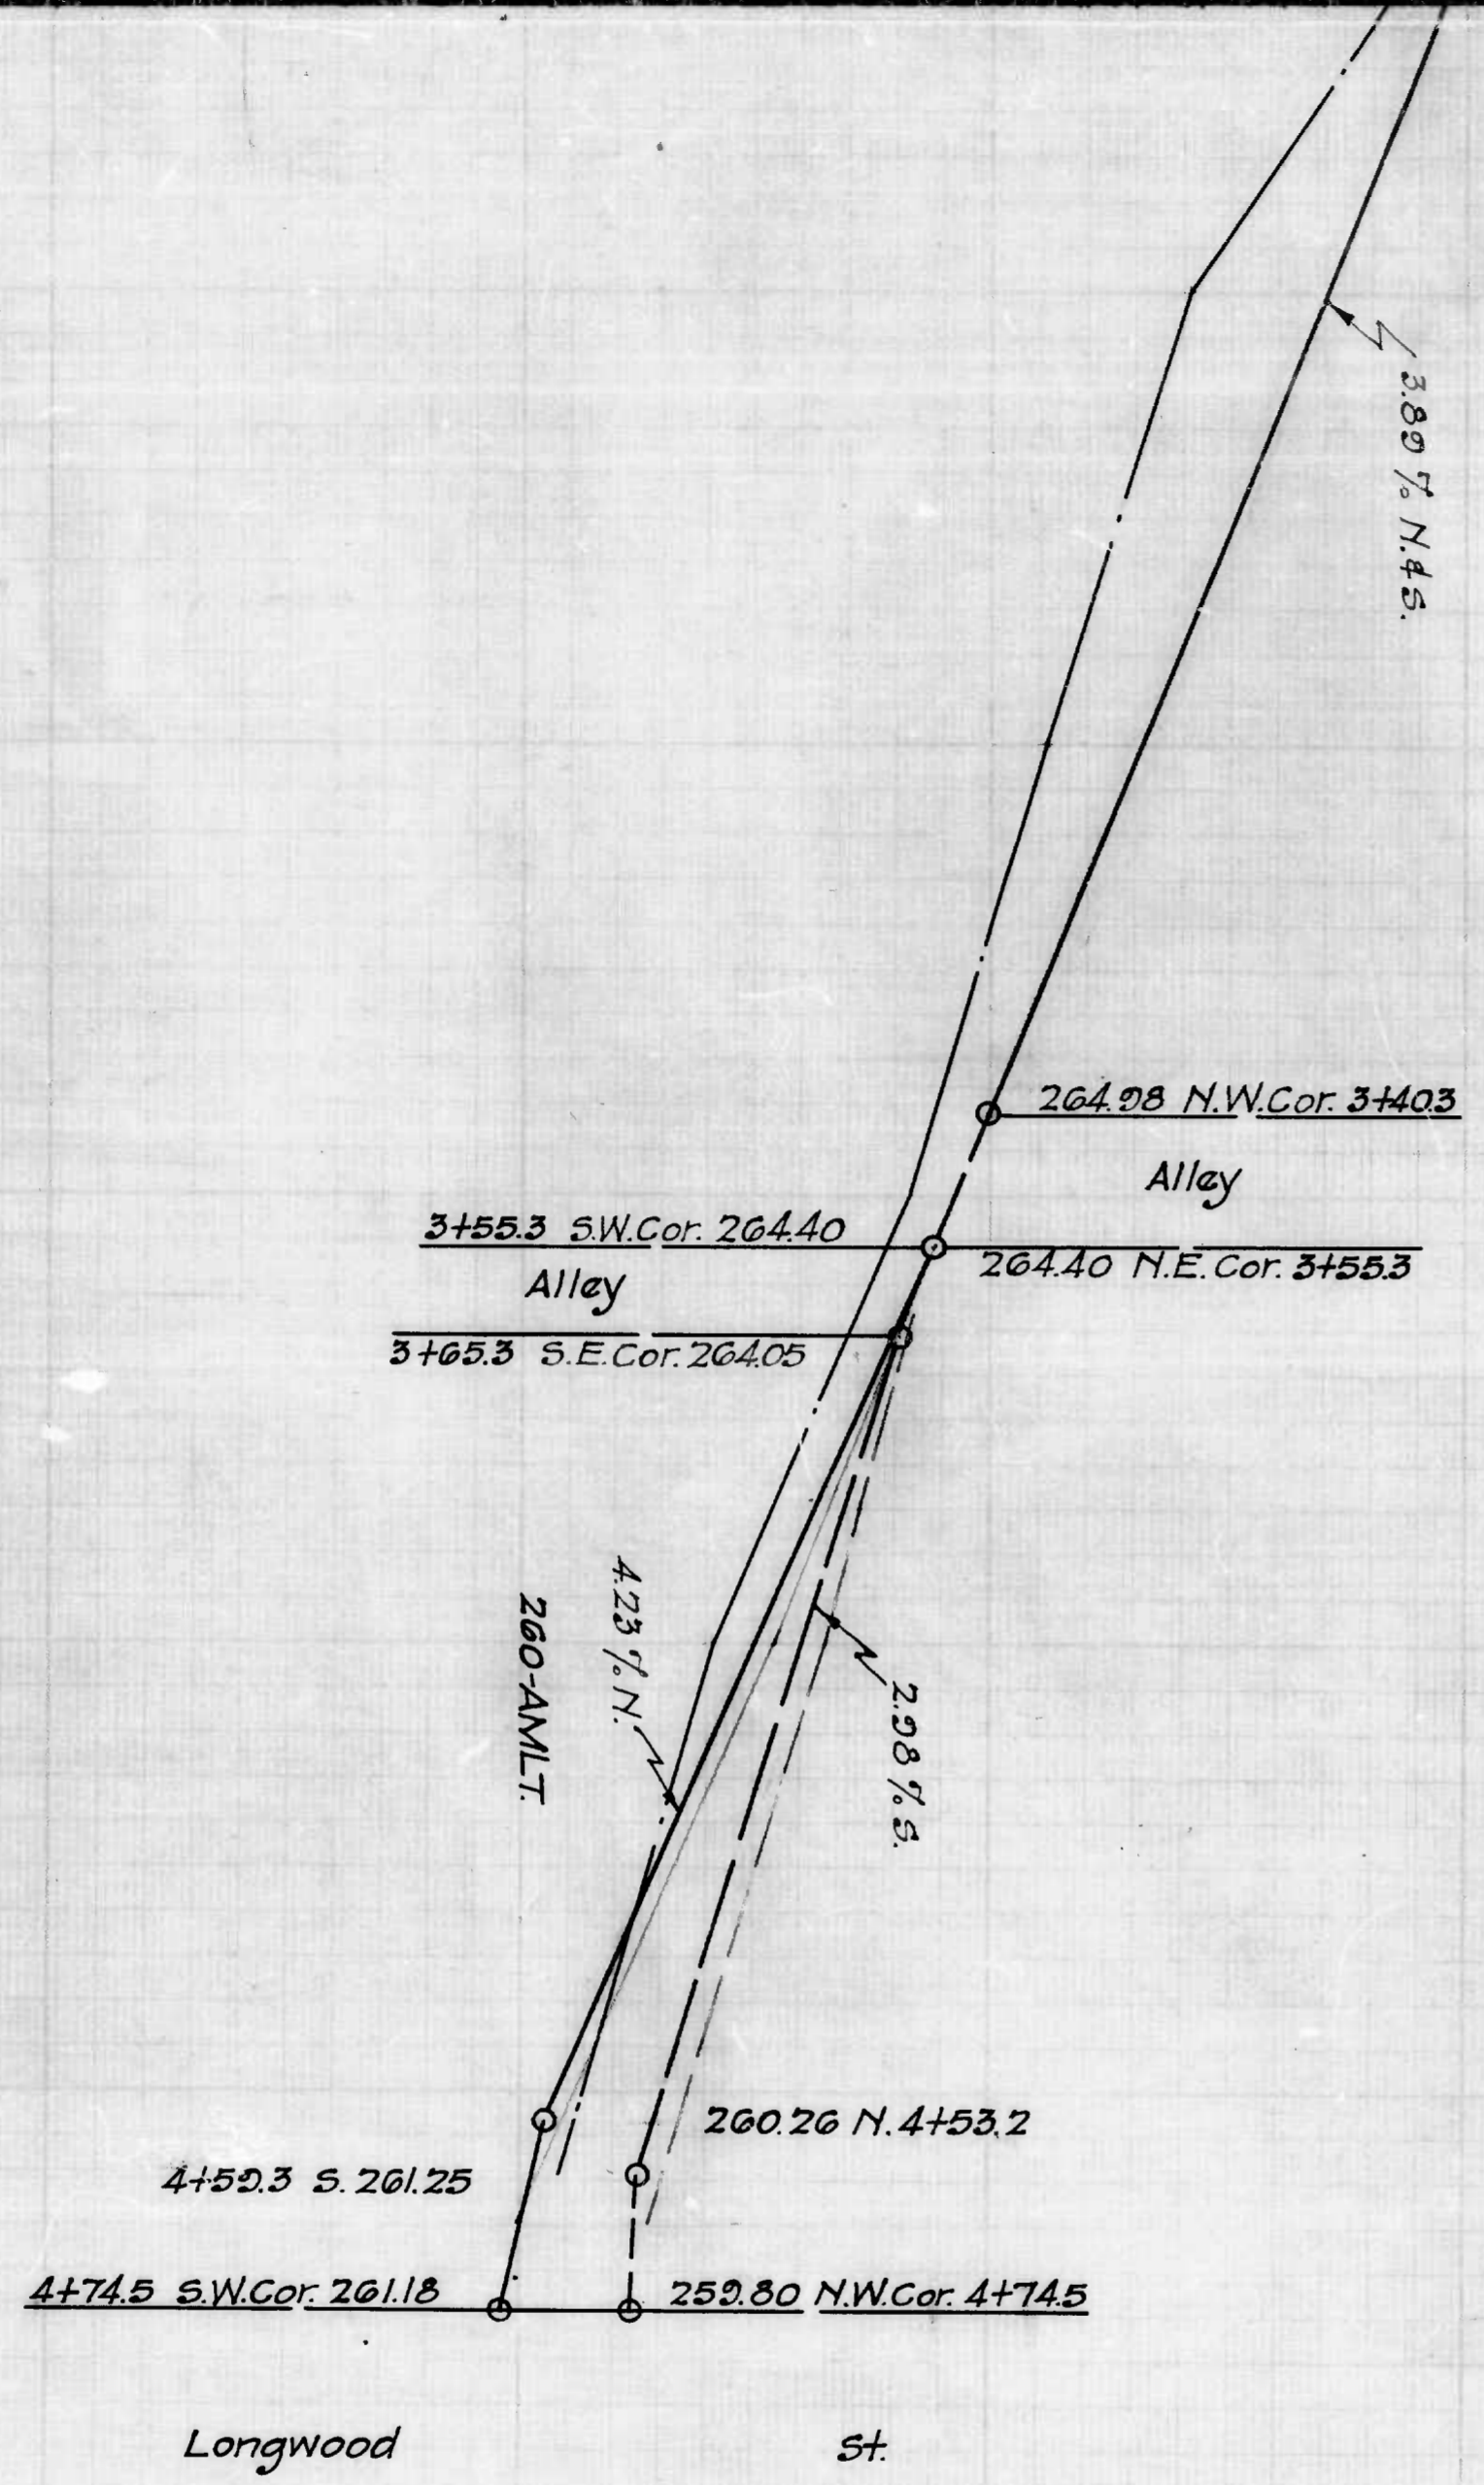 3.89 % N.& S.
264.98 N.W.Cor. 3+40.3
Alley
3+55.3 S.W.Cor. 264.40
264.40 N.E.Cor. 3+55.3
Alley
3+65.3 S.E.Cor. 264.05
4.23 % N.
260-AMLT.
2.98 % S.
260.26 N. 4+53.2
4+59.3 S. 261.25
4+74.5 S.W.Cor. 261.18
259.80 N.W.Cor. 4+74.5
Longwood St.